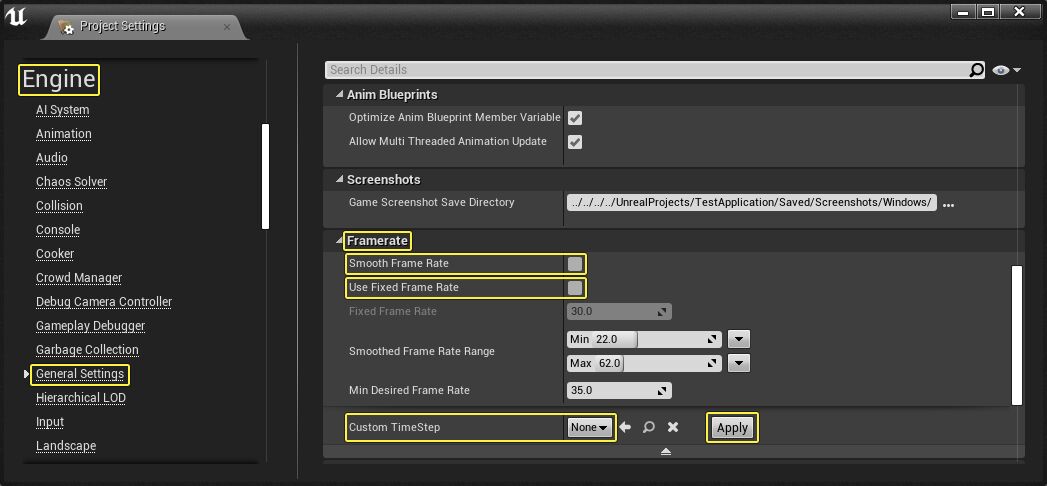 Project Settings
Engine
AI System
Animation
Audio
Chaos Solver
Collision
Console
Cooker
Crowd Manager
Debug Camera Controller
Gameplay Debugger
Garbage Collection
General Settings
Hierarchical LOD
Input
Landscape
Search Details
Anim Blueprints
Optimize Anim Blueprint Member Variable
Allow Multi Threaded Animation Update
Screenshots
Game Screenshot Save Directory ../../../../UnrealProjects/TestApplication/Saved/Screenshots/Windows/ ...
Framerate
Smooth Frame Rate
Use Fixed Frame Rate
Fixed Frame Rate 30.0
Smoothed Frame Rate Range
Min 22.0
Max 62.0
Min Desired Frame Rate 35.0
Custom TimeStep None Apply